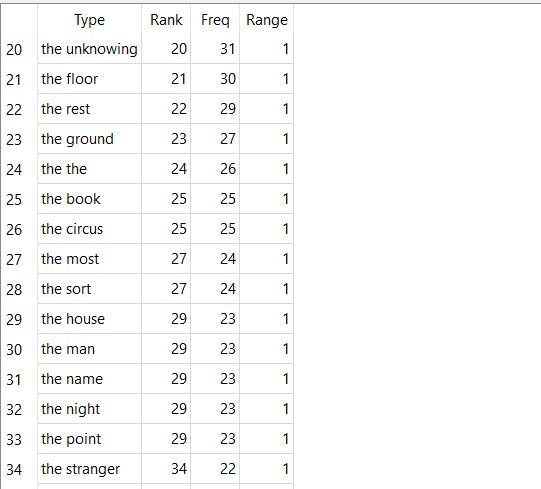 Type Rank Freq Range
20 the unknowing 20 31 1
21 the floor 21 30 1
22 the rest 22 29 1
23 the ground 23 27 1
24 the the 24 26 1
25 the book 25 25 1
26 the circus 25 25 1
27 the most 27 24 1
28 the sort 27 24 1
29 the house 29 23 1
30 the man 29 23 1
31 the name 29 23 1
32 the night 29 23 1
33 the point 29 23 1
34 the stranger 34 22 1